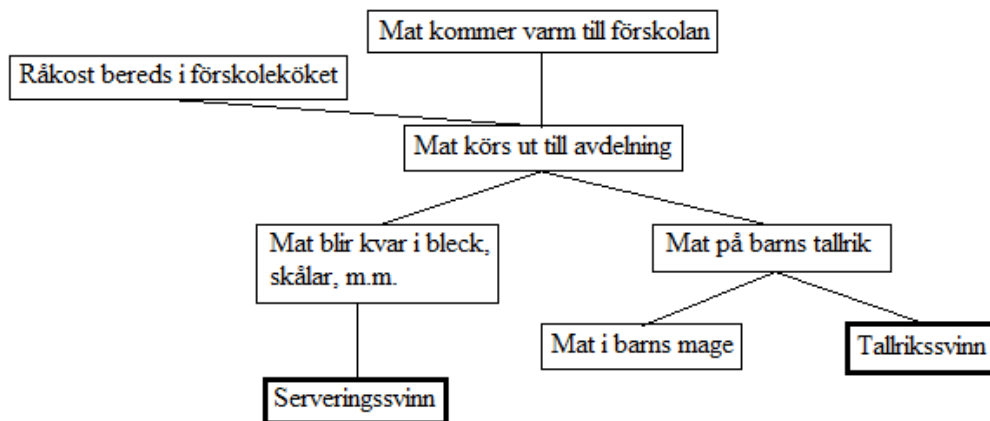 Mat kommer varm till förskolan
Råkost bereds i förskoleköket
Mat körs ut till avdelning
Mat blir kvar i bleck,
skålar, m.m.
Mat på barns tallrik
Mat i barns mage
Tallrikssvinn
Serveringssvinn